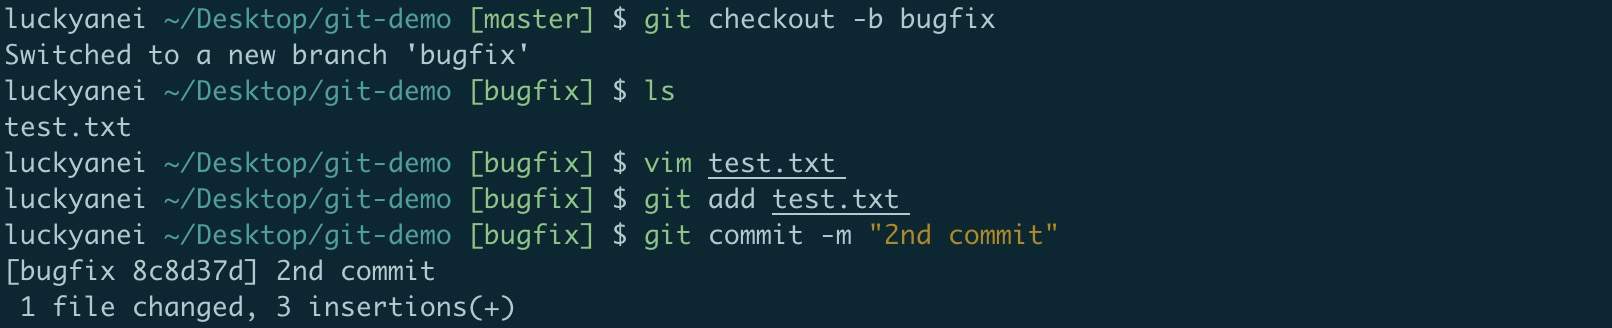 luckyanei ~/Desktop/git-demo [master] $ git checkout -b bugfix
Switched to a new branch 'bugfix'
luckyanei ~/Desktop/git-demo [bugfix] $ ls
test.txt
luckyanei ~/Desktop/git-demo [bugfix] $ vim test.txt
luckyanei ~/Desktop/git-demo [bugfix] $ git add test.txt
luckyanei ~/Desktop/git-demo [bugfix] $ git commit -m "2nd commit"
[bugfix 8c8d37d] 2nd commit
 1 file changed, 3 insertions(+)